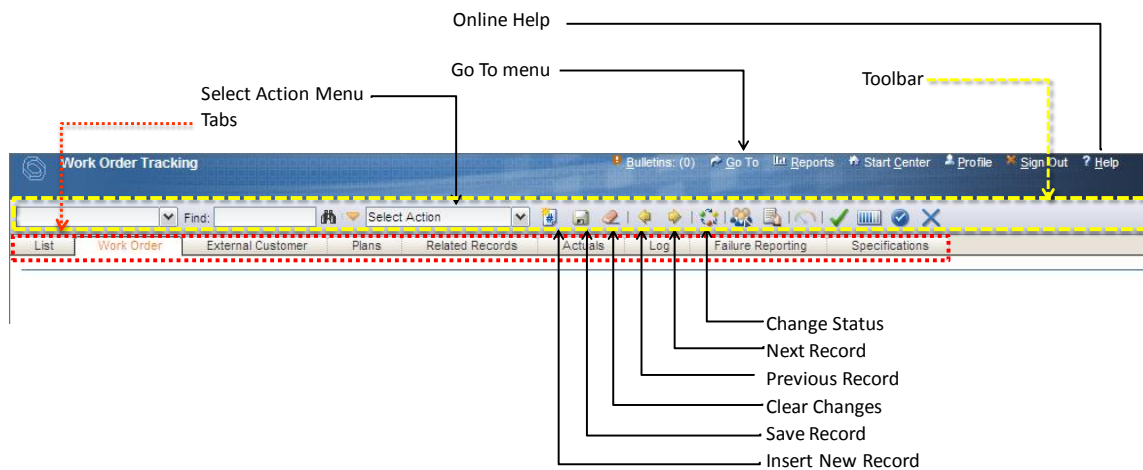 Online Help
Go To menu
Toolbar
Select Action Menu
Tabs
Work Order Tracking
Bulletins: (0) Go To Reports Start Center Profile Sign Out ? Help
Find: Select Action
List Work Order External Customer Plans Related Records Actuals Log Failure Reporting Specifications
Change Status
Next Record
Previous Record
Clear Changes
Save Record
Insert New Record